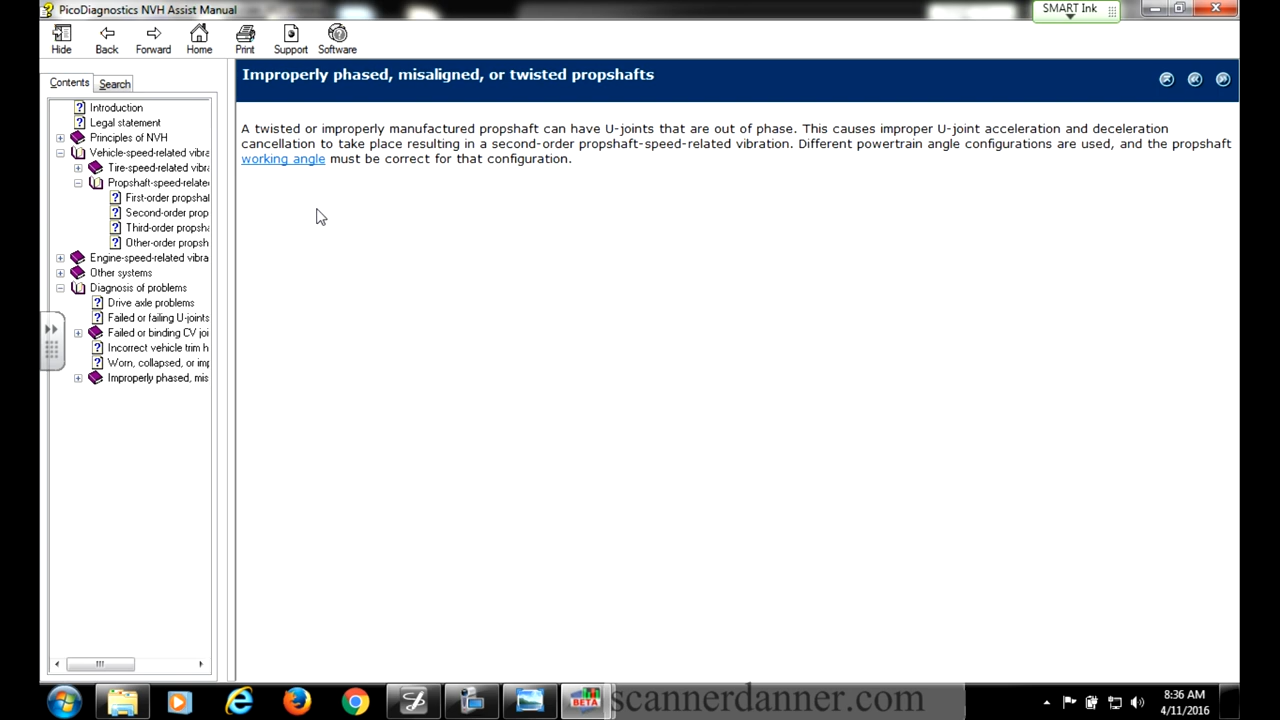 PicoDiagnostics NVH Assist Manual
SMART Ink
Hide Back Forward Home Print Support Software
Contents Search
Improperly phased, misaligned, or twisted propshafts
Introduction
Legal statement
Principles of NVH
Vehicle-speed-related vibra
Tire-speed-related vibra
Propshaft-speed-relate
First-order propshal
Second-order prop
Third-order propsha
Other-order propsh
Engine-speed-related vibra
Other systems
Diagnosis of problems
Drive axle problems
Failed or failing U-joints
Failed or binding CV joi
Incorrect vehicle trim h
Worn, collapsed, or imp
Improperly phased, mis
A twisted or improperly manufactured propshaft can have U-joints that are out of phase. This causes improper U-joint acceleration and deceleration
cancellation to take place resulting in a second-order propshaft-speed-related vibration. Different powertrain angle configurations are used, and the propshaft
working angle must be correct for that configuration.
BETA
scannerdanner.com
8:36 AM
4/11/2016